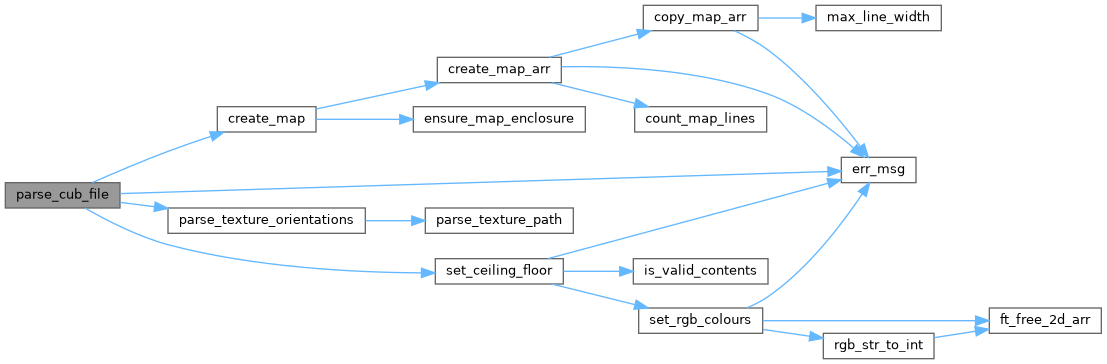 copy_map_arr
max_line_width
create_map_arr
create_map
ensure_map_enclosure
count_map_lines
err_msg
parse_cub_file
parse_texture_orientations
parse_texture_path
set_ceiling_floor
is_valid_contents
set_rgb_colours
ft_free_2d_arr
rgb_str_to_int